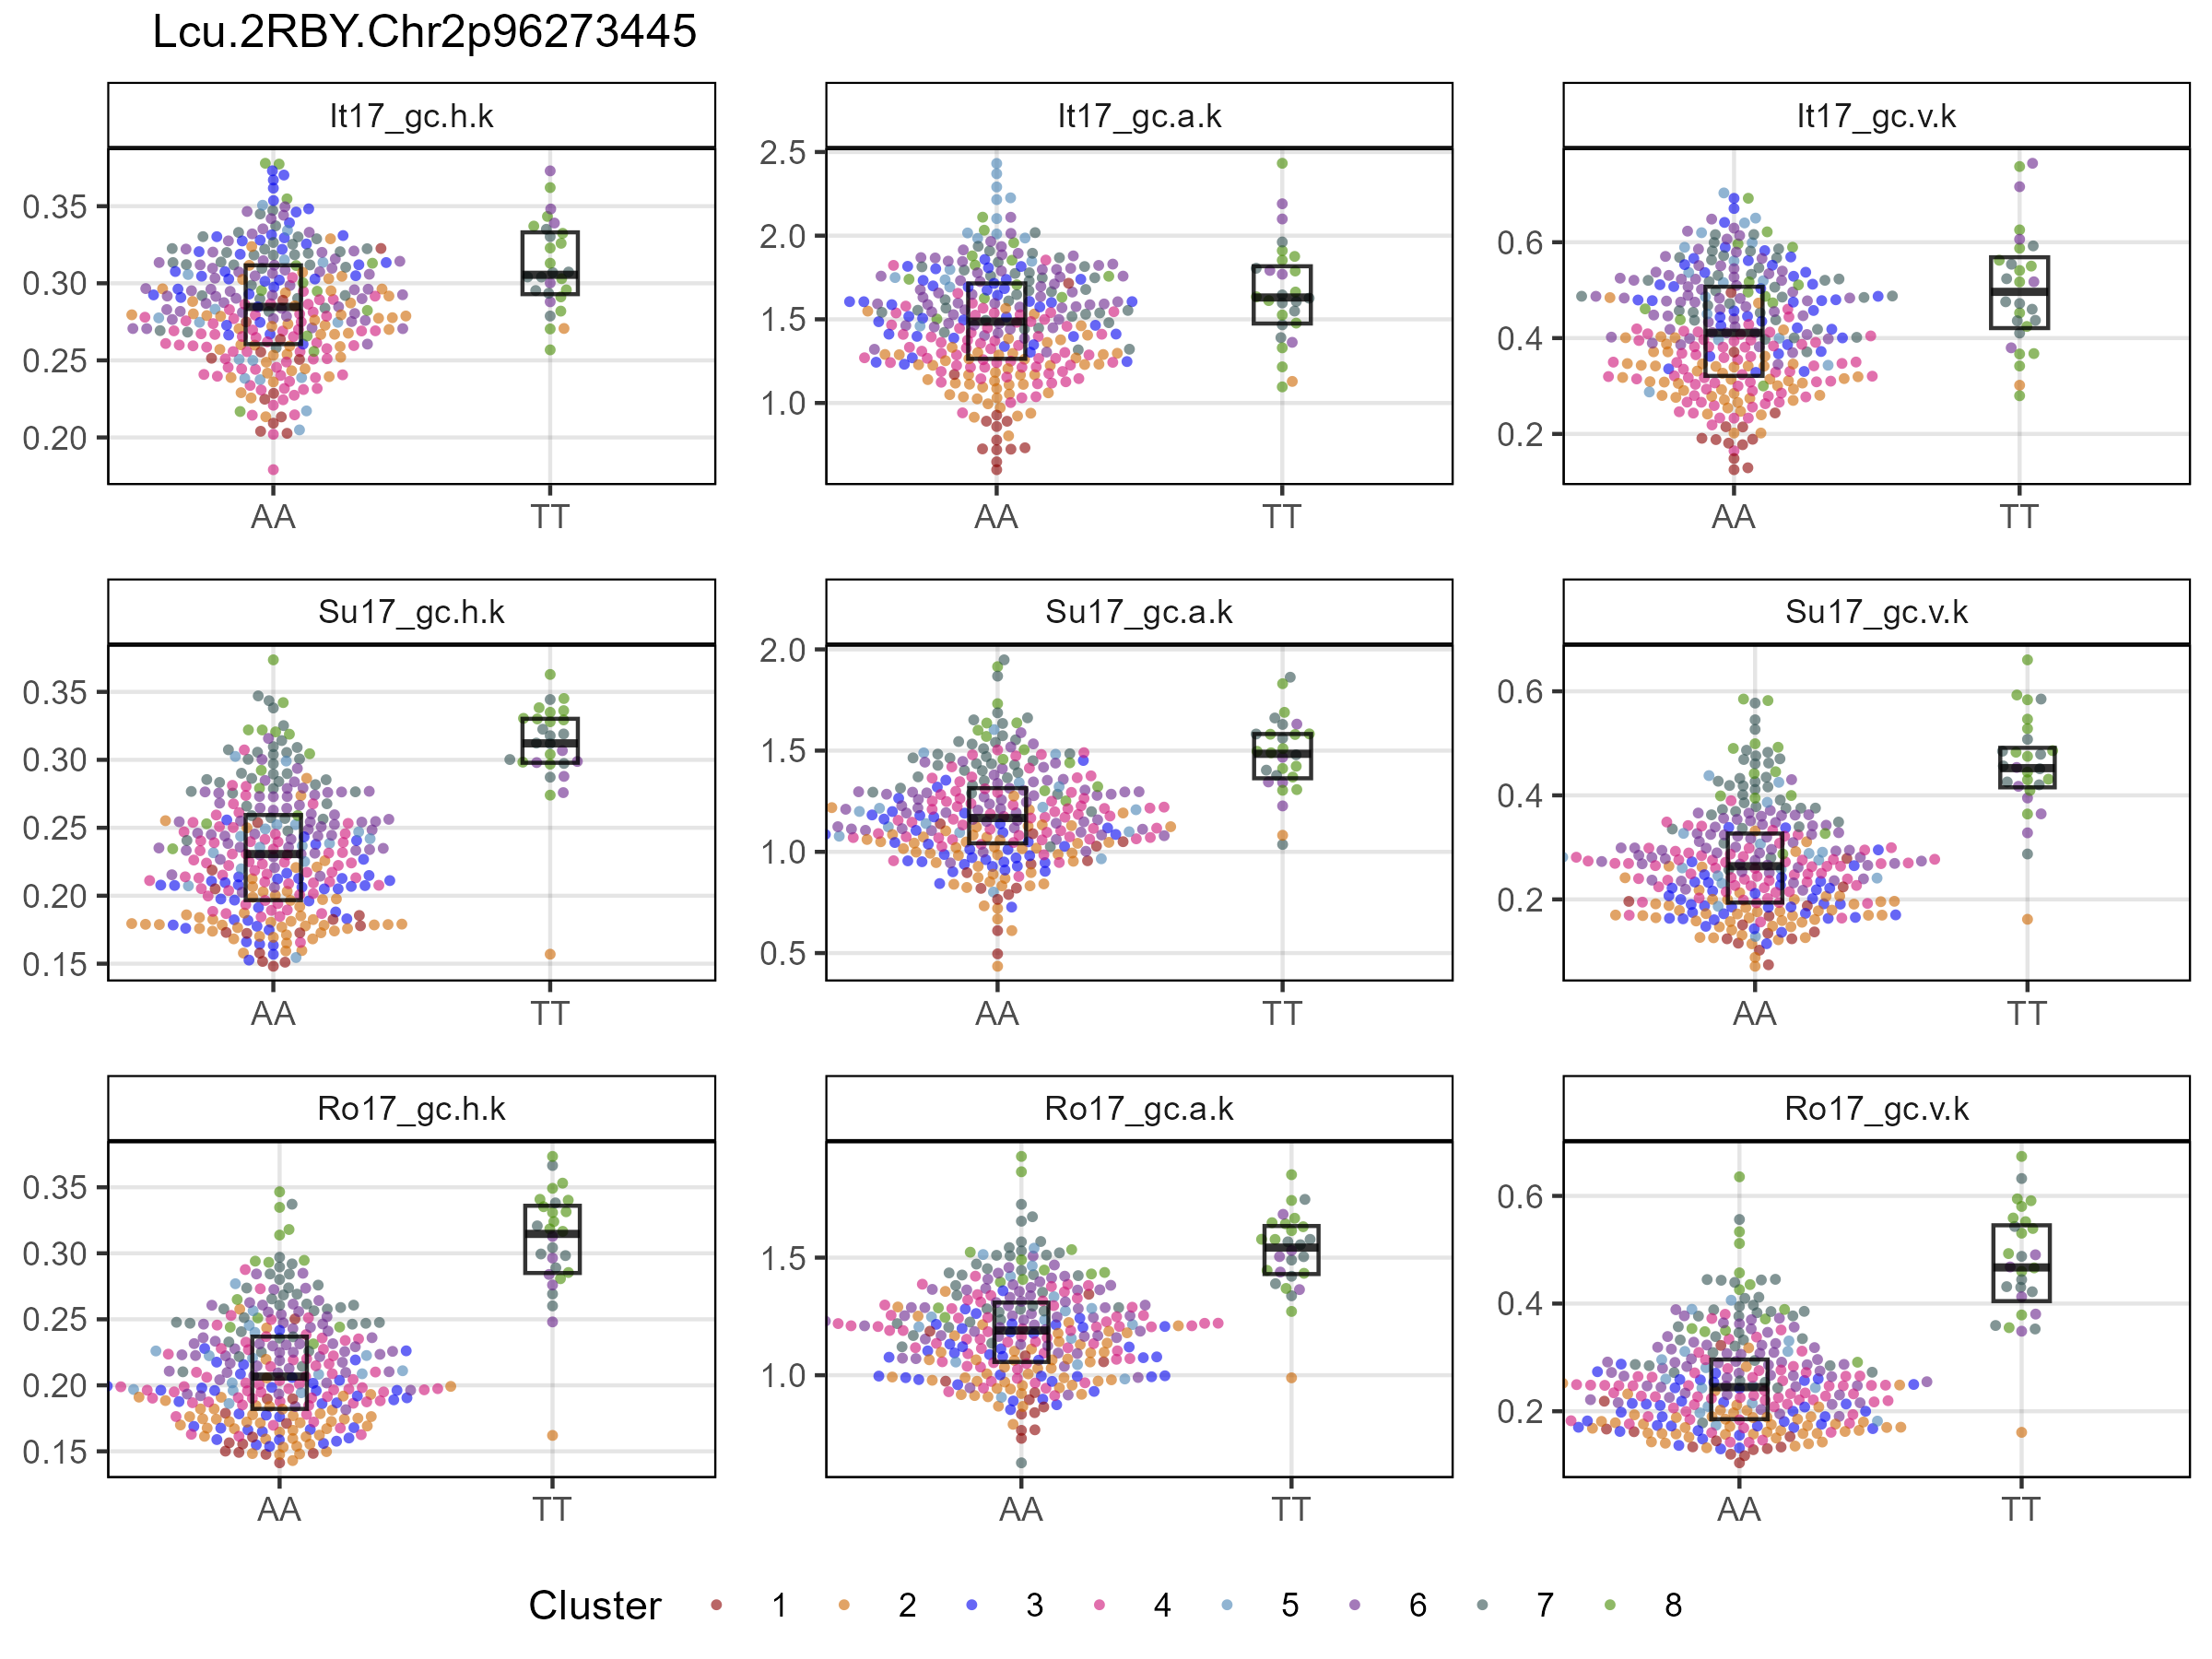 Lcu.2RBY.Chr2p96273445
It17_gc.h.k
It17_gc.a.k
It17_gc.v.k
0.35
0.30
0.25
0.20
AA TT
2.5
2.0
1.5
1.0
AA TT
0.6
0.4
0.2
AA TT
Su17_gc.h.k
Su17_gc.a.k
Su17_gc.v.k
0.35
0.30
0.25
0.20
0.15
AA TT
2.0
1.5
1.0
0.5
AA TT
0.6
0.4
0.2
AA TT
Ro17_gc.h.k
Ro17_gc.a.k
Ro17_gc.v.k
0.35
0.30
0.25
0.20
0.15
AA TT
1.5
1.0
AA TT
0.6
0.4
0.2
AA TT
Cluster 1 2 3 4 5 6 7 8